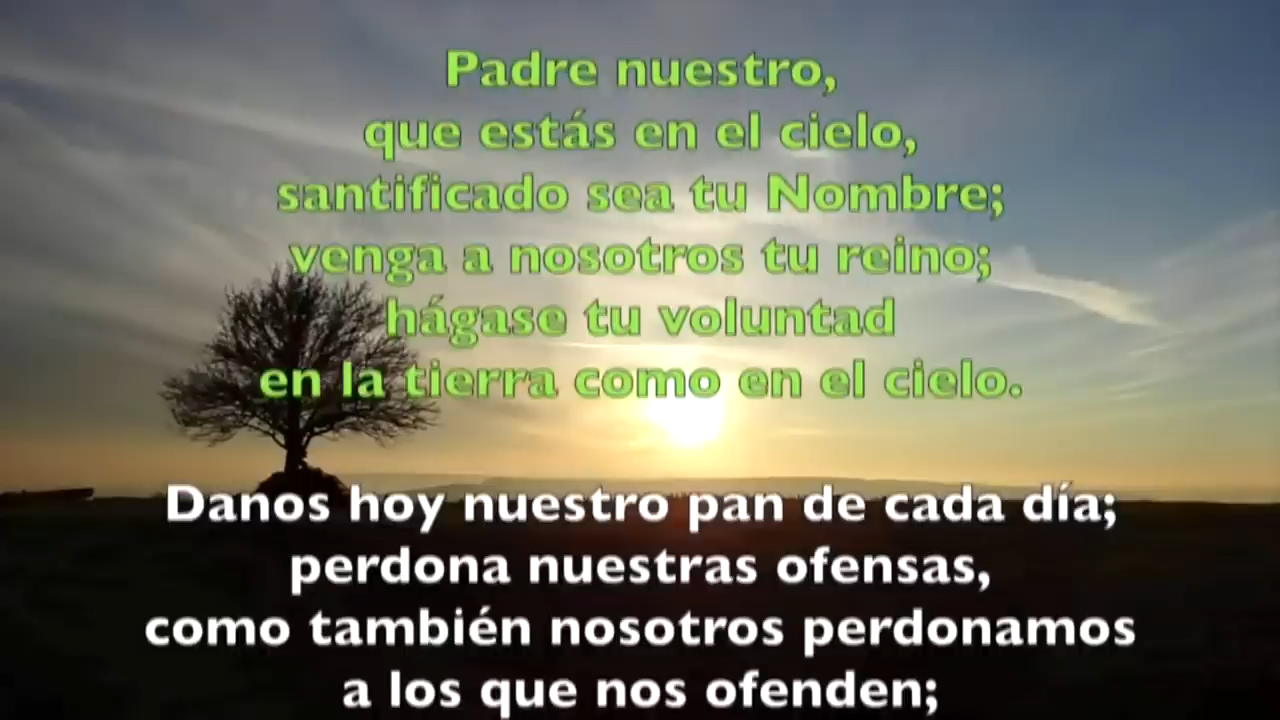 Padre nuestro,
que estás en el cielo,
santificado sea tu Nombre;
venga a nosotros tu reino;
hágase tu voluntad
en la tierra como en el cielo.
Danos hoy nuestro pan de cada día;
perdona nuestras ofensas,
como también nosotros perdonamos
a los que nos ofenden;